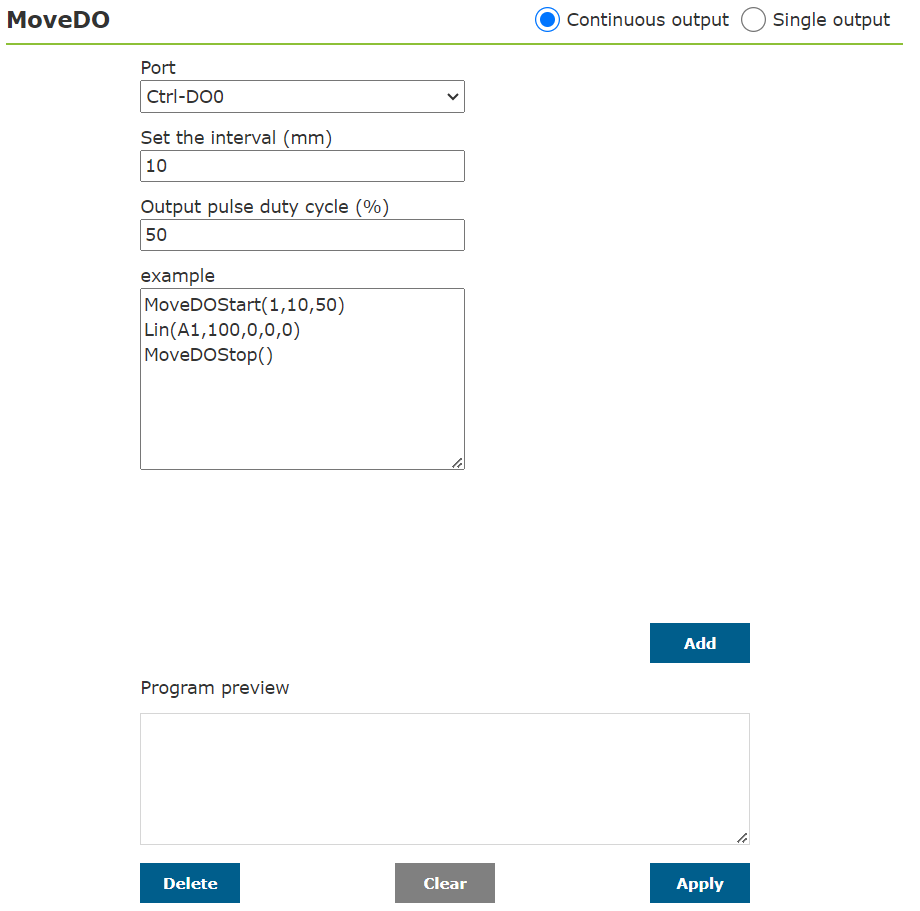 MoveDO
Continuous output
Single output
Port
Ctrl-DO0
Set the interval (mm)
10
Output pulse duty cycle (%)
50
example
MoveDOStart(1,10,50)
Lin(A1,100,0,0,0)
MoveDOStop()
Add
Program preview
Delete
Clear
Apply